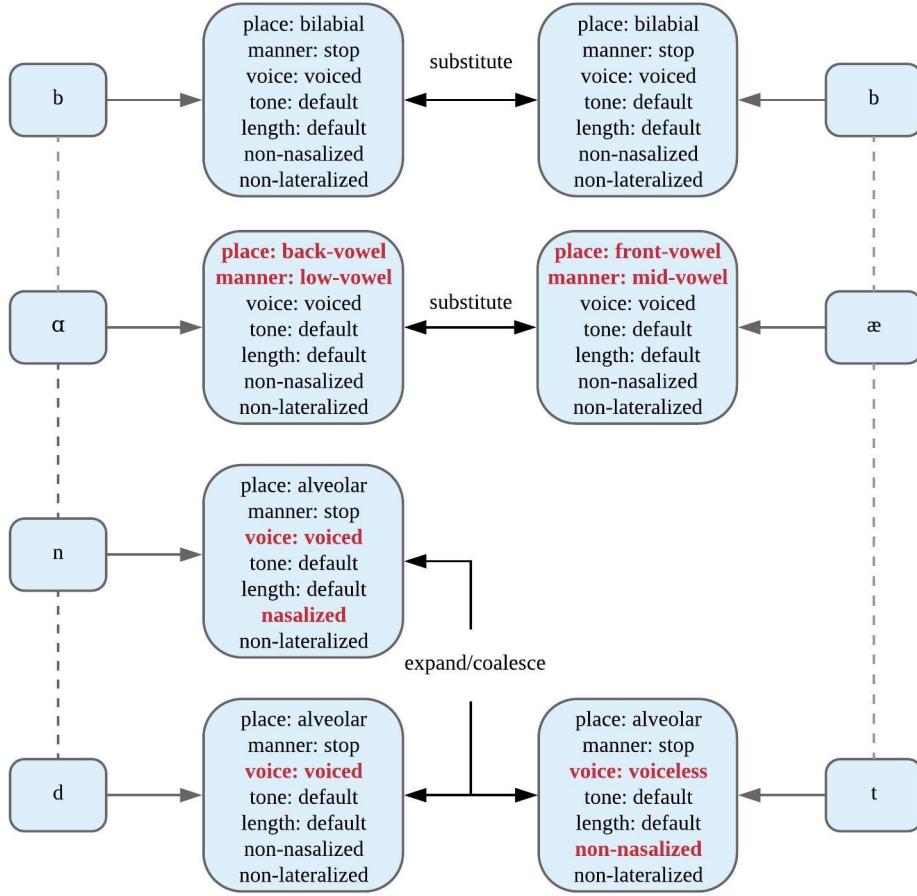 b
place: bilabial
manner: stop
voice: voiced
tone: default
length: default
non-nasalized
non-lateralized
substitute
place: bilabial
manner: stop
voice: voiced
tone: default
length: default
non-nasalized
non-lateralized
b
ɑ
place: back-vowel
manner: low-vowel
voice: voiced
tone: default
length: default
non-nasalized
non-lateralized
substitute
place: front-vowel
manner: mid-vowel
voice: voiced
tone: default
length: default
non-nasalized
non-lateralized
æ
n
place: alveolar
manner: stop
voice: voiced
tone: default
length: default
nasalized
non-lateralized
expand/coalesce
d
place: alveolar
manner: stop
voice: voiced
tone: default
length: default
non-nasalized
non-lateralized
place: alveolar
manner: stop
voice: voiceless
tone: default
length: default
non-nasalized
non-lateralized
t